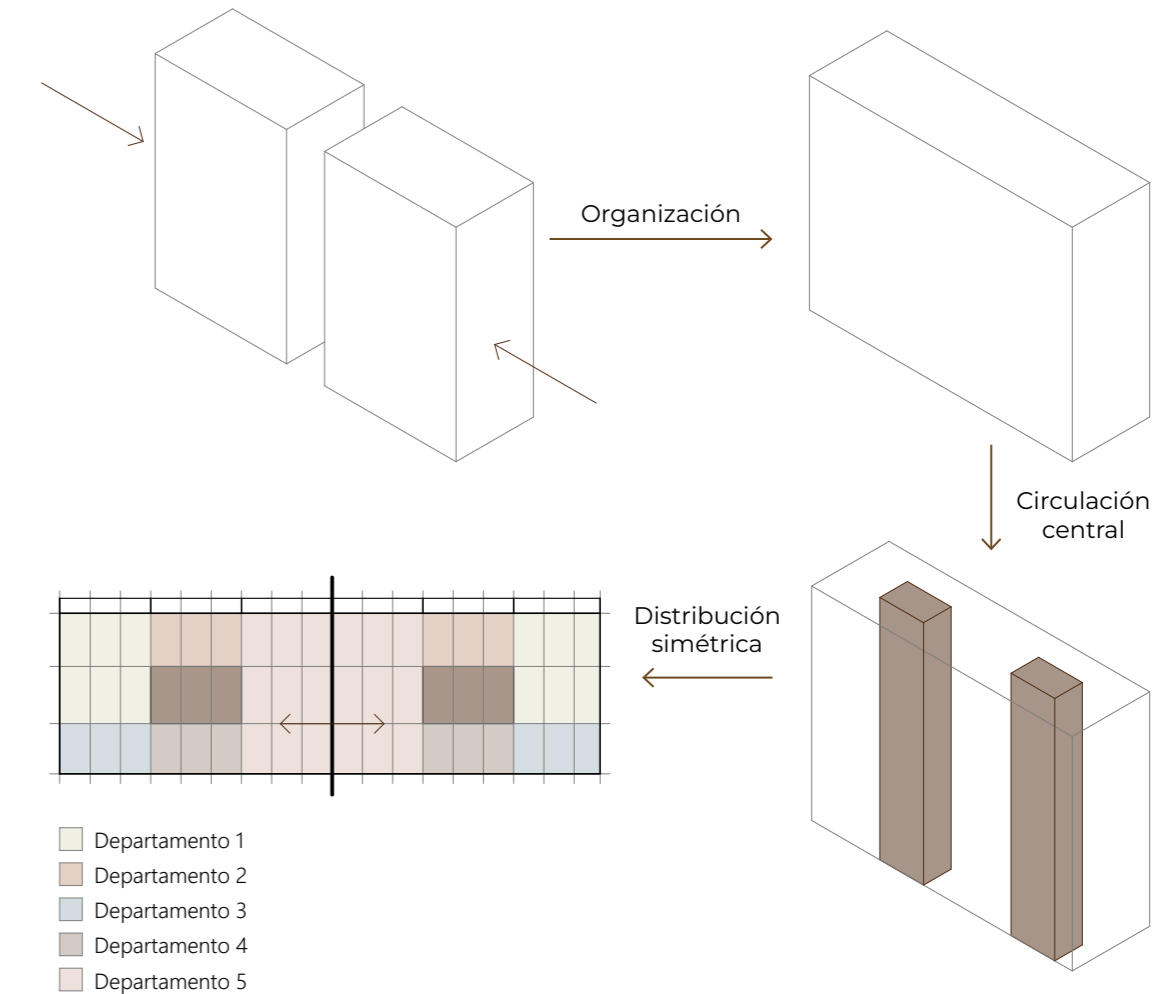 Organización
Circulación
central
Distribución
simétrica
Departamento 1
Departamento 2
Departamento 3
Departamento 4
Departamento 5